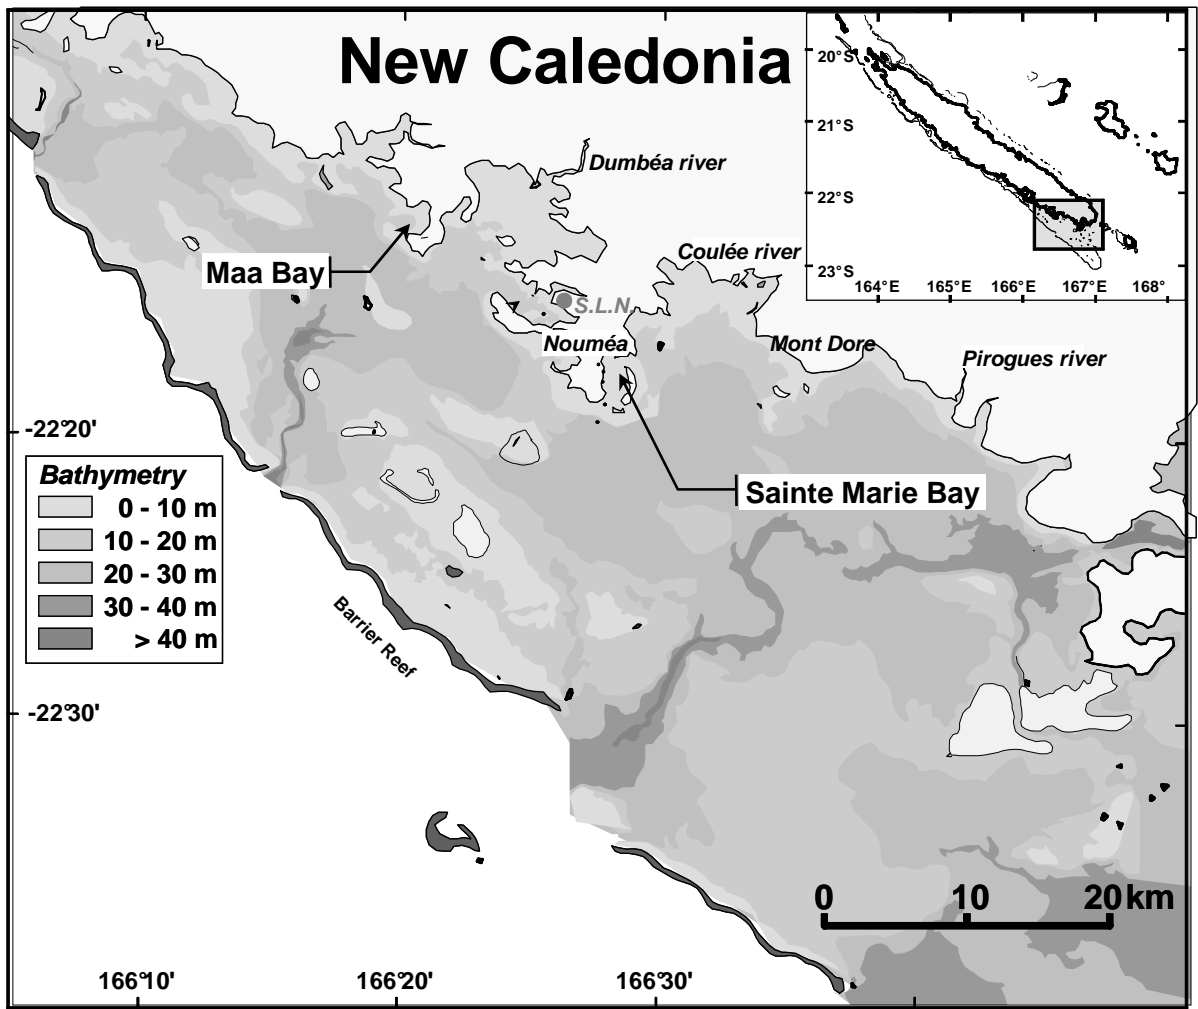 New Caledonia
20°S
21°S
22°S
23°S
164°E
165°E
166°E
167°E
168°
Dumbéa river
Coulée river
Maa Bay
S.L.N.
Nouméa
Mont Dore
Pirogues river
-22°20'
Bathymetry
0 - 10 m
10 - 20 m
20 - 30 m
30 - 40 m
> 40 m
Sainte Marie Bay
Barrier Reef
-22°30'
0 10 20 km
166°10' 166°20' 166°30'